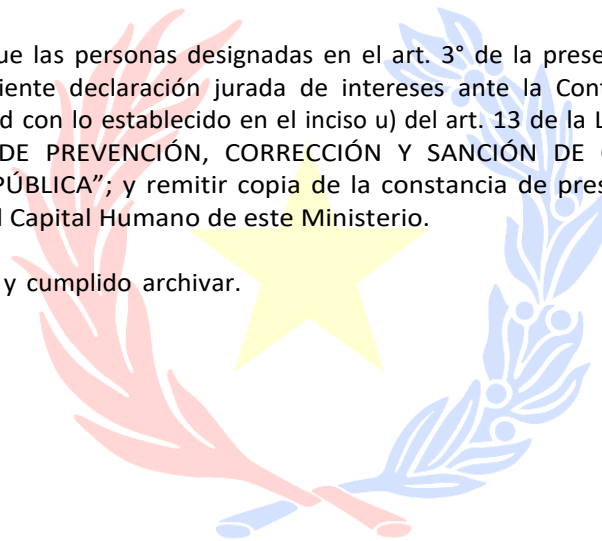 ue las personas designadas en el art. 3° de la prese
iente declaración jurada de intereses ante la Con
d con lo establecido en el inciso u) del art. 13 de la L
DE PREVENCIÓN, CORRECCIÓN Y SANCIÓN DE
PÚBLICA”; y remitir copia de la constancia de pres
l Capital Humano de este Ministerio.
y cumplido archivar.